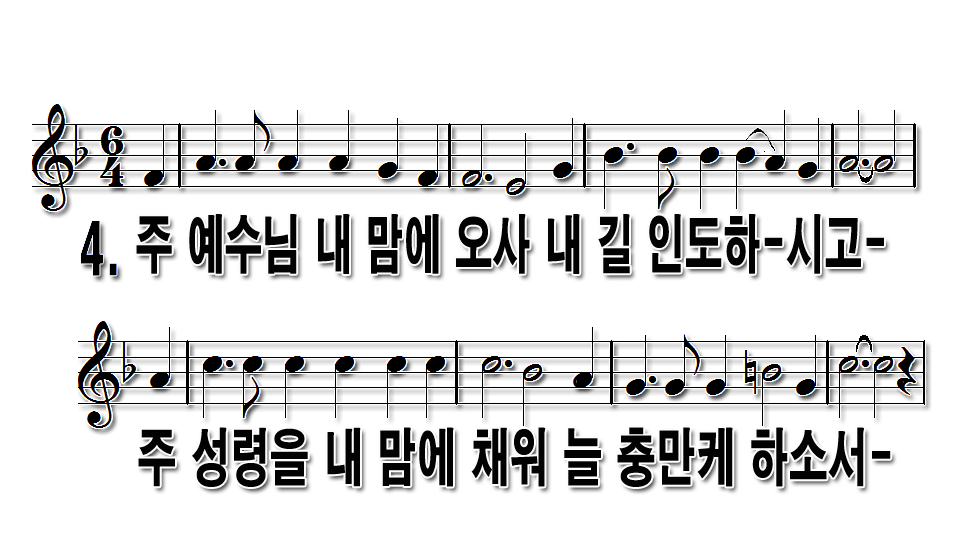 4. 주 예수님 내 맘에 오사 내 길 인도하-시고-
주 성령을 내 맘에 채워 늘 충만케 하소서-